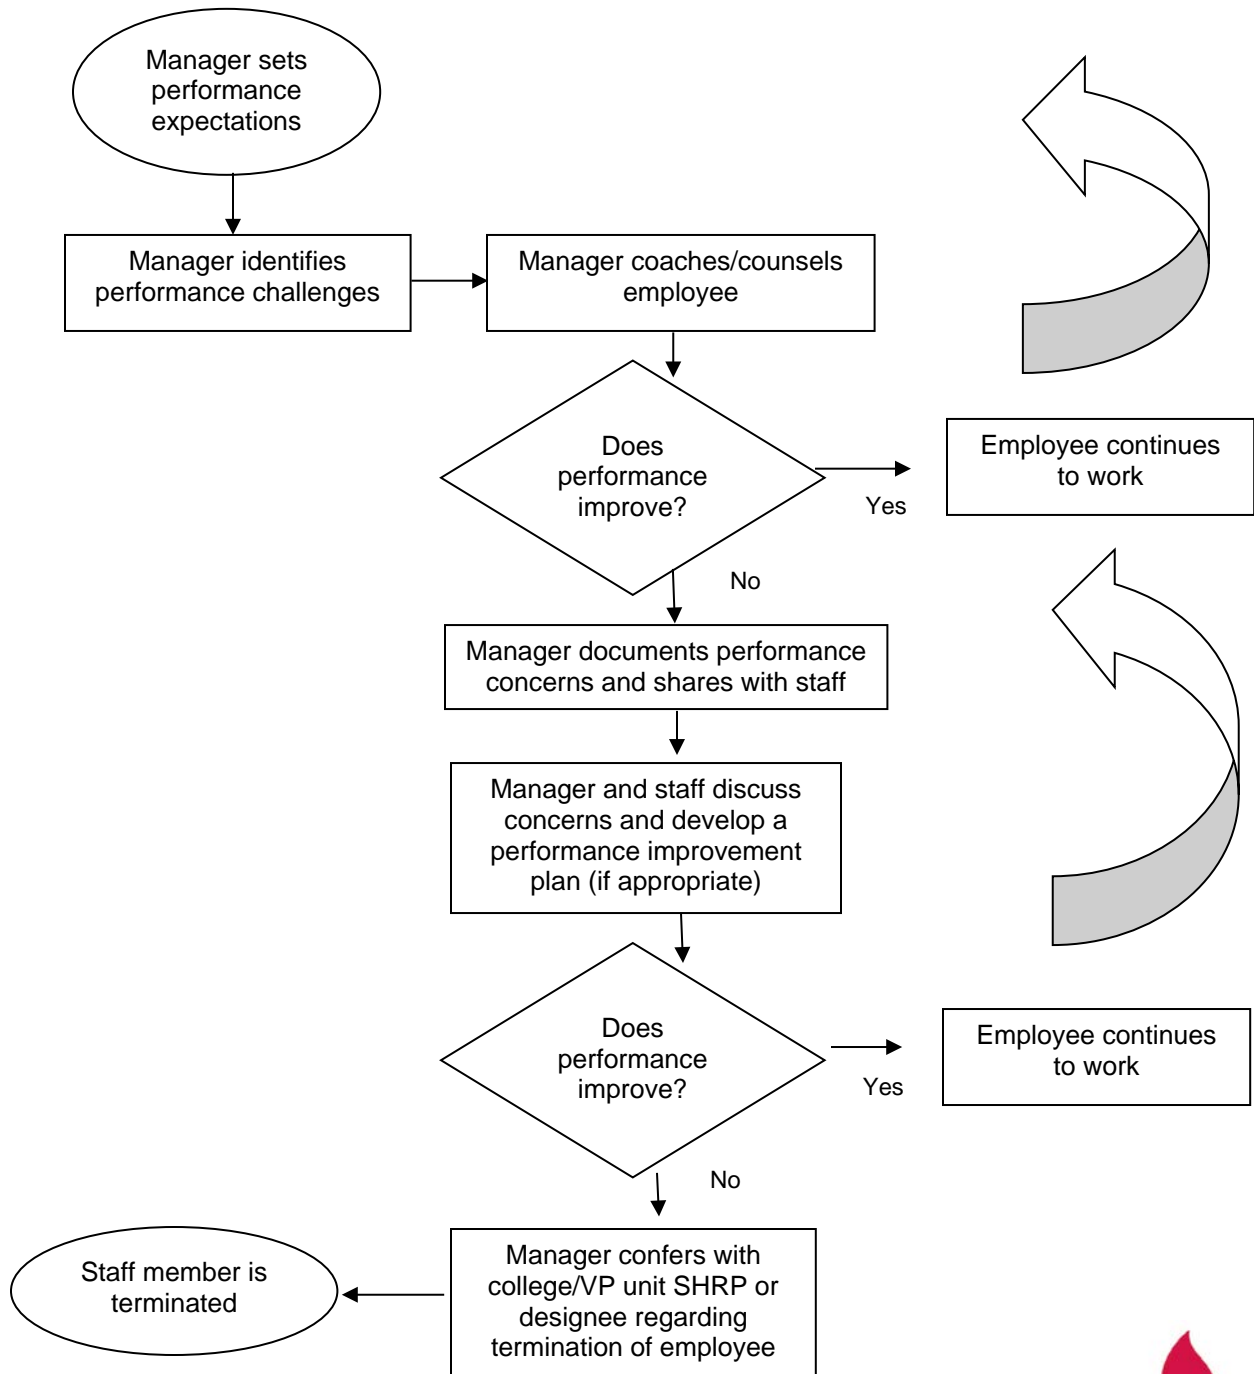 Manager sets
performance
expectations
Manager identifies
performance challenges
Manager coaches/counsels
employee
Does
performance
improve?
Yes
Employee continues
to work
No
Manager documents performance
concerns and shares with staff
Manager and staff discuss
concerns and develop a
performance improvement
plan (if appropriate)
Does
performance
improve?
Yes
Employee continues
to work
No
Manager confers with
college/VP unit SHRP or
designee regarding
termination of employee
Staff member is
terminated